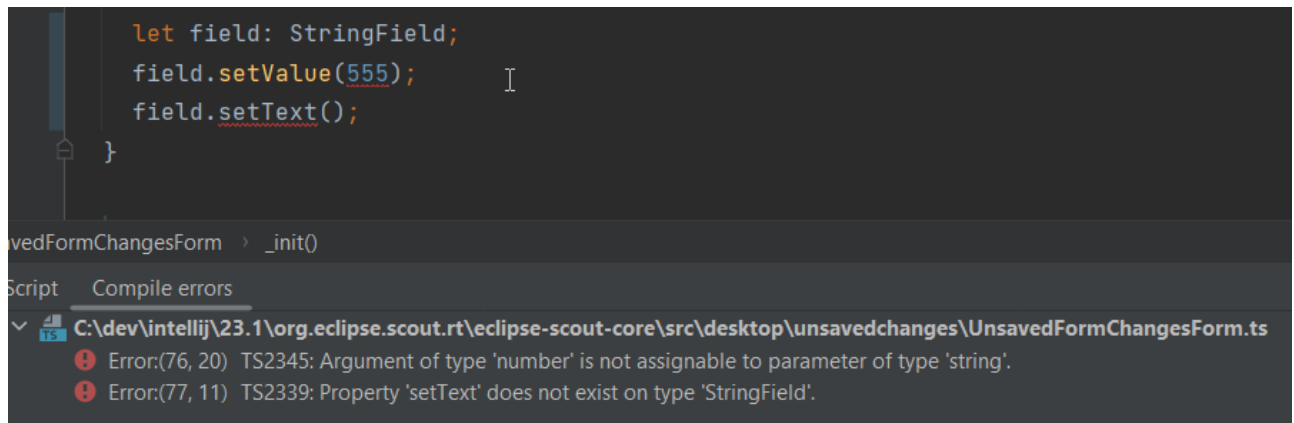 let field: StringField;
field.setValue(555);
field.setText();
}
avedFormChangesForm › _init()
Script Compile errors
TS C:\dev\intellij\23.1\org.eclipse.scout.rt\eclipse-scout-core\src\desktop\unsavedchanges\UnsavedFormChangesForm.ts
Error:(76, 20) TS2345: Argument of type 'number' is not assignable to parameter of type 'string'.
Error:(77, 11) TS2339: Property 'setText' does not exist on type 'StringField'.